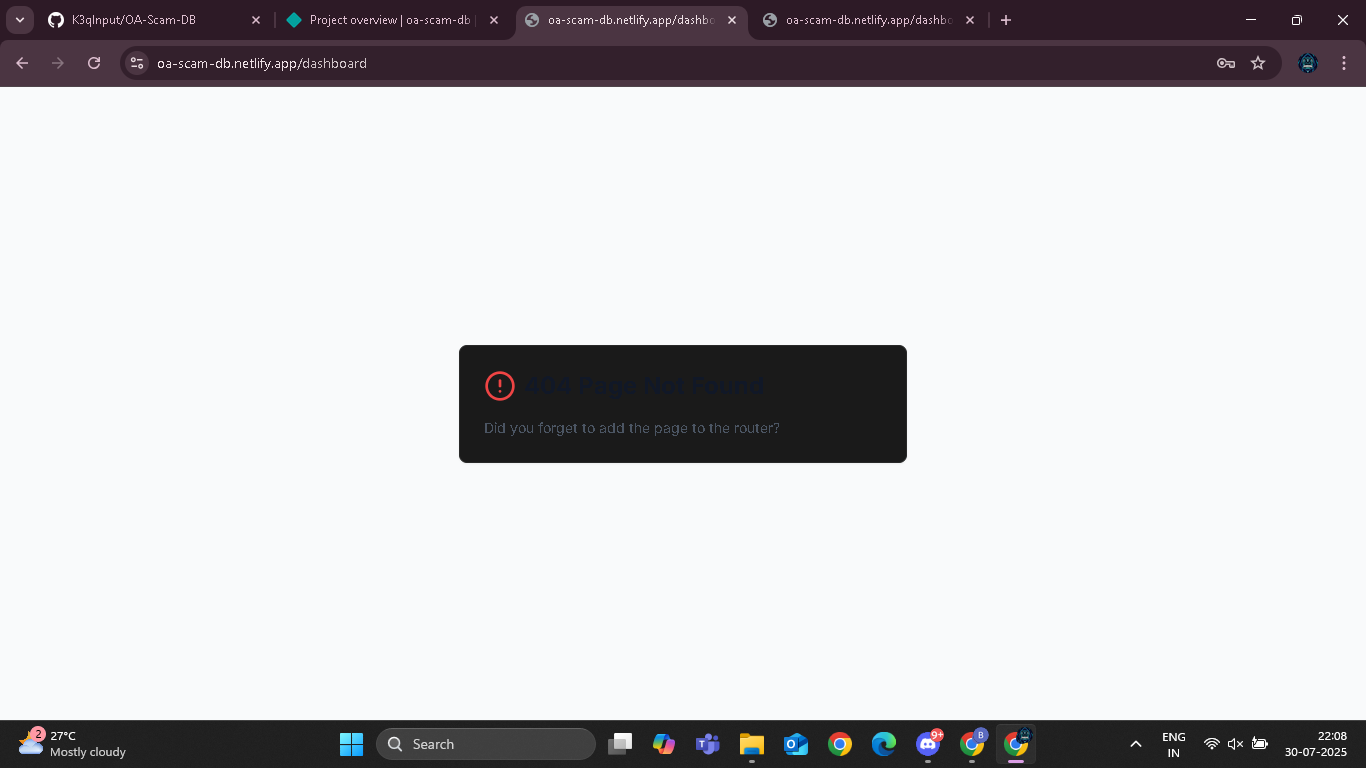 K3qInput/OA-Scam-DB
Project overview | oa-scam-db |
oa-scam-db.netlify.app/dashbo
oa-scam-db.netlify.app/dashbo
oa-scam-db.netlify.app/dashboard
404 Page Not Found
Did you forget to add the page to the router?
2
27°C
Mostly cloudy
Search
9+
B
ENG
IN
22:08
30-07-2025